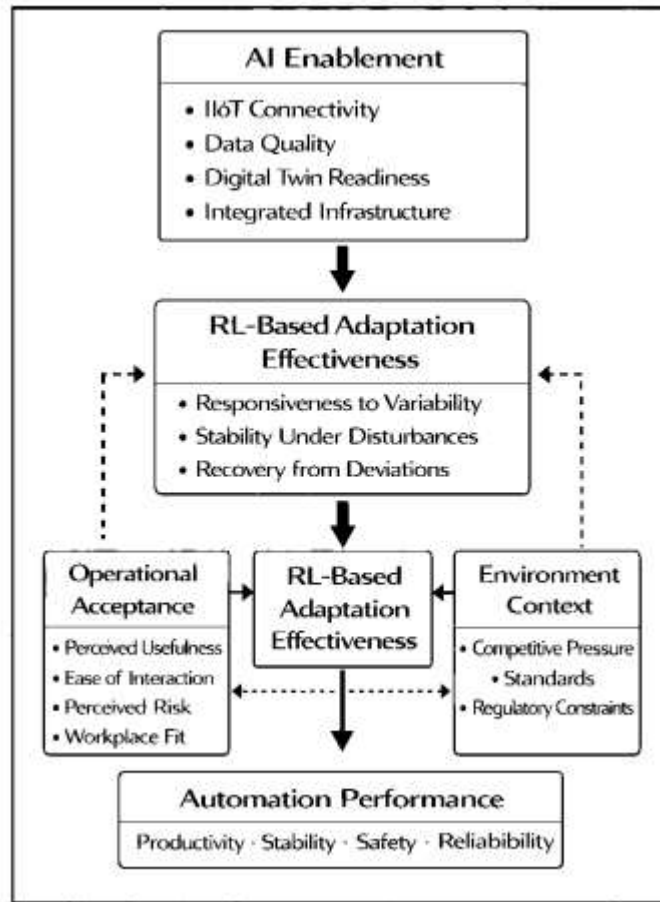 AI Enablement
• IIóT Connectivity
• Data Quality
• Digital Twin Readiness
• Integrated Infrastructure
RL-Based Adaptation
Effectiveness
• Responsiveness to Variability
• Stability Under Disturbances
• Recovery from Deviations
Operational
Acceptance
• Perceived Usefulness
• Ease of Interaction
• Perceived Risk
• Workplace Fit
RL-Based
Adaptation
Effectiveness
Environment
Context
• Competitive Pressure
• Standards
• Regulatory Constraints
Automation Performance
Productivity · Stability · Safety · Reliabibility